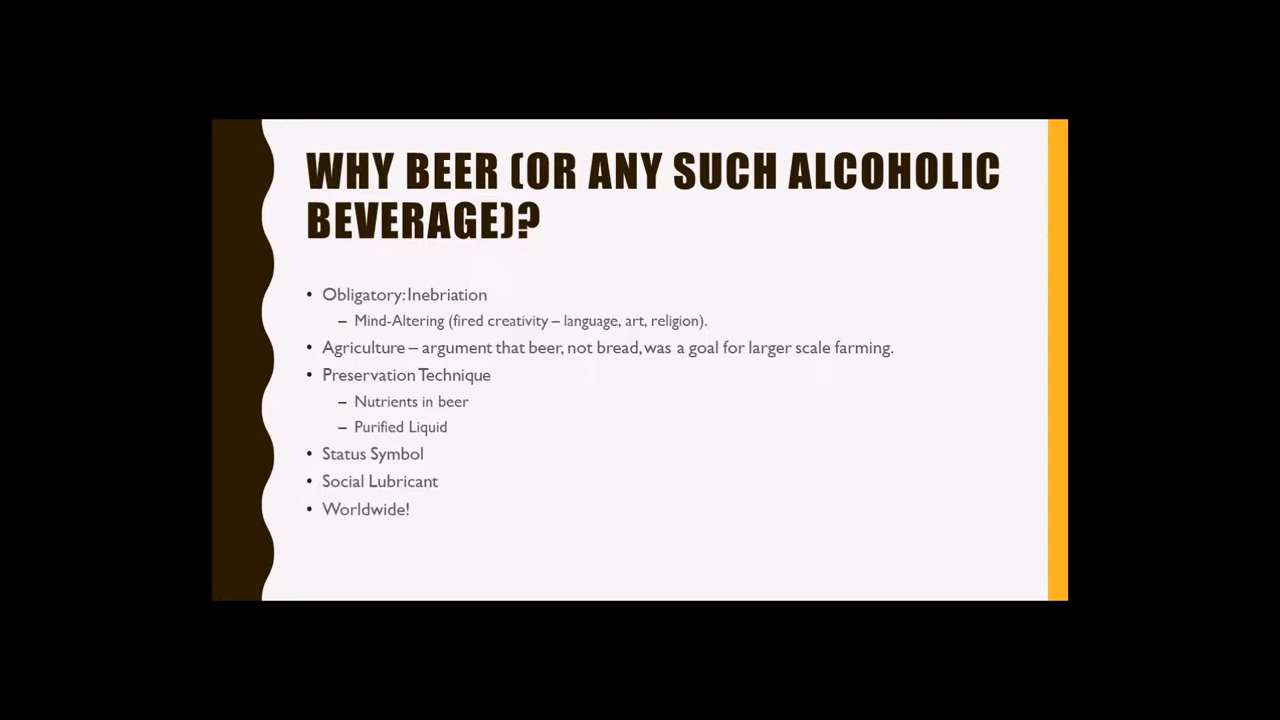 WHY BEER (OR ANY SUCH ALCOHOLIC
BEVERAGE)?
• Obligatory: Inebriation
– Mind-Altering (fired creativity – language, art, religion).
• Agriculture – argument that beer, not bread, was a goal for larger scale farming.
• Preservation Technique
– Nutrients in beer
– Purified Liquid
• Status Symbol
• Social Lubricant
• Worldwide!